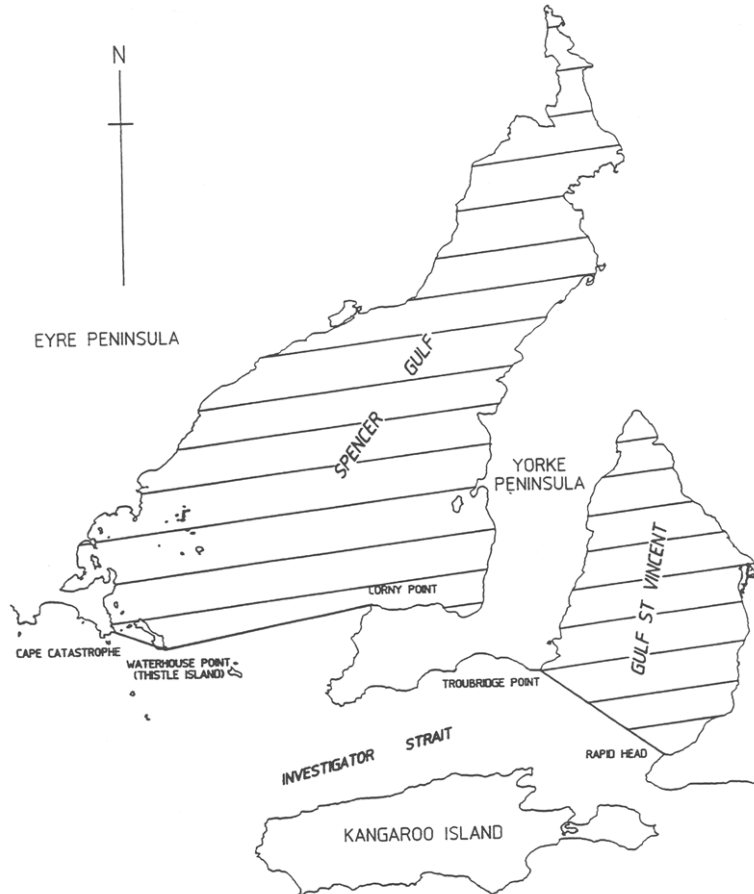 N
EYRE PENINSULA
SPENCER GULF
YORKE
PENINSULA
GULF ST VINCENT
CORNY POINT
CAPE CATASTROPHE
WATERHOUSE POINT
(THISTLE ISLAND)
TROUBRIDGE POINT
INVESTIGATOR STRAIT
RAPID HEAD
KANGAROO ISLAND